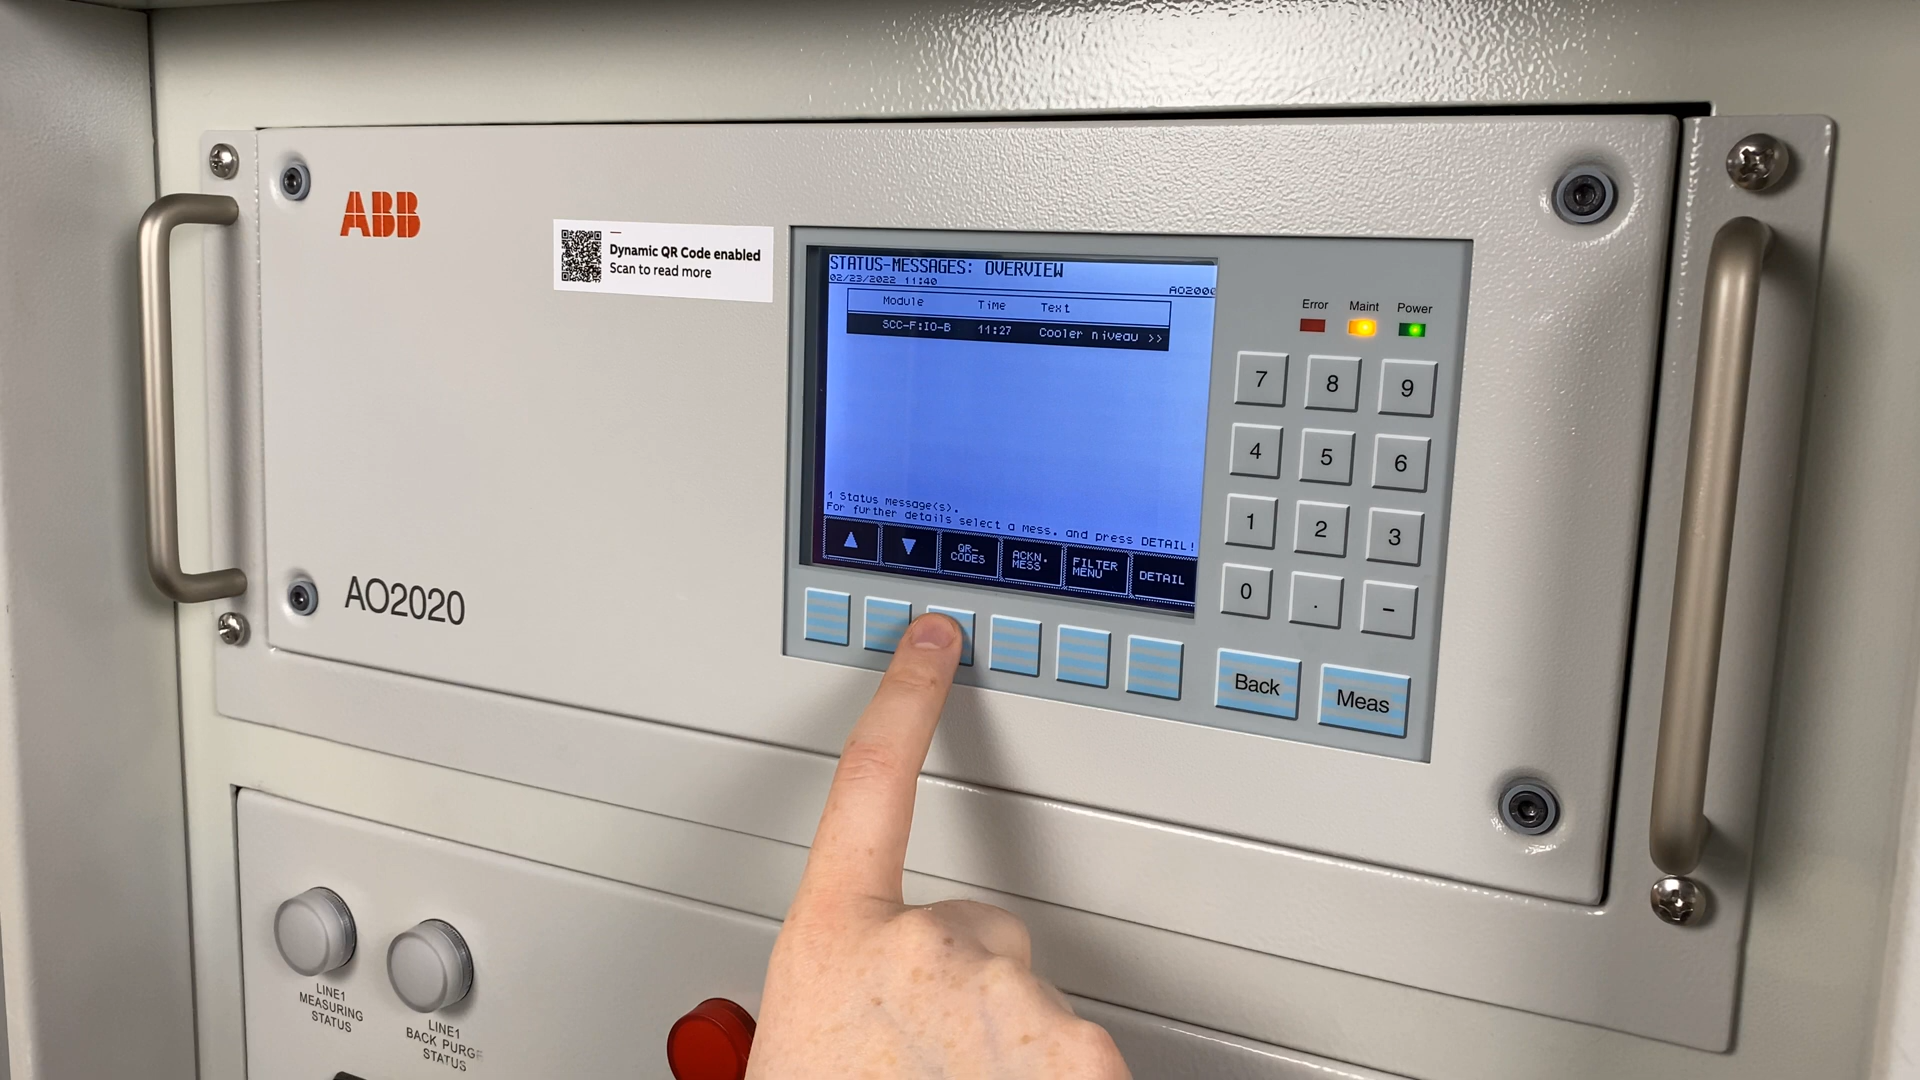 ABB
Dynamic QR Code enabled
Scan to read more
STATUS-MESSAGES: OVERVIEW
02/23/2022 11:40
AO2000
Module Time Text
SCC-F:IO-B 11:27 Cooler niveau >>
1 Status message(s).
For further details select a mess. and press DETAIL!
▲ ▼ QR-CODES ACKN. MESS. FILTER MENU DETAIL
Error Maint Power
7 8 9
4 5 6
1 2 3
0 . -
Back Meas
AO2020
LINE1
MEASURING
STATUS
LINE1
BACK PURGE
STATUS